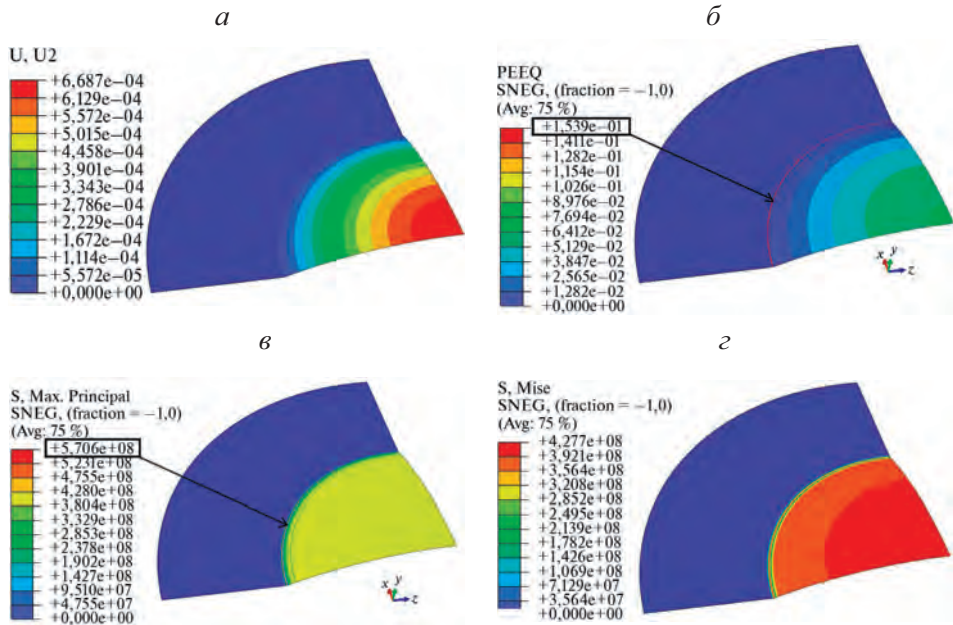 а
U, U2
+6,687e−04
+6,129e−04
+5,572e−04
+5,015e−04
+4,458e−04
+3,901e−04
+3,343e−04
+2,786e−04
+2,229e−04
+1,672e−04
+1,114e−04
+5,572e−05
+0,000e+00
б
PEEQ
SNEG, (fraction = −1,0)
(Avg: 75 %)
+1,539e−01
+1,411e−01
+1,282e−01
+1,154e−01
+1,026e−01
+8,976e−02
+7,694e−02
+6,412e−02
+5,129e−02
+3,847e−02
+2,565e−02
+1,282e−02
+0,000e+00
x y z
в
S, Max. Principal
SNEG, (fraction = −1,0)
(Avg: 75 %)
+5,706e+08
+5,231e+08
+4,755e+08
+4,280e+08
+3,804e+08
+3,329e+08
+2,853e+08
+2,378e+08
+1,902e+08
+1,427e+08
+9,510e+07
+4,755e+07
+0,000e+00
x y z
г
S, Mise
SNEG, (fraction = −1,0)
(Avg: 75 %)
+4,277e+08
+3,921e+08
+3,564e+08
+3,208e+08
+2,852e+08
+2,495e+08
+2,139e+08
+1,782e+08
+1,426e+08
+1,069e+08
+7,129e+07
+3,564e+07
+0,000e+00
x y z